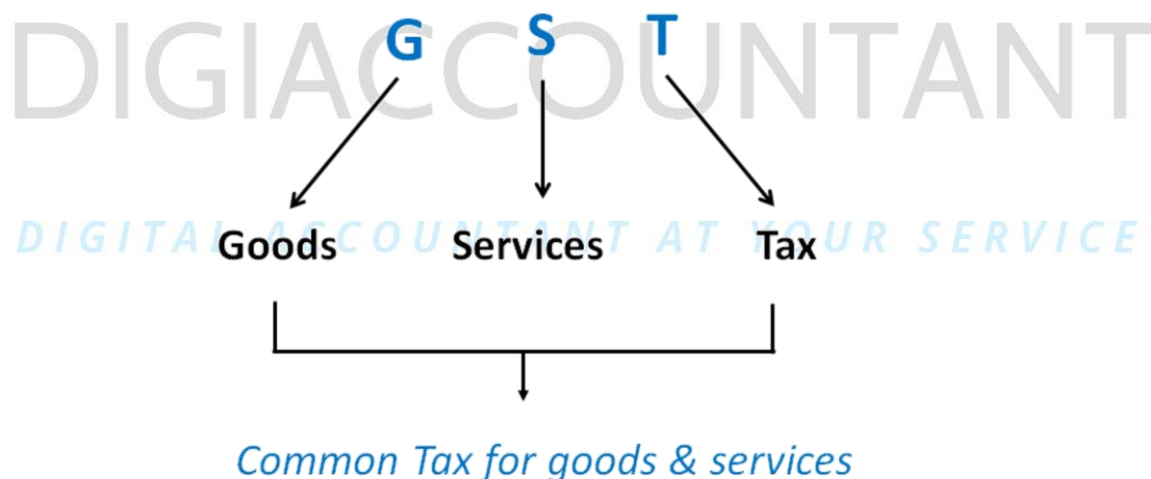 G S T
DIGIACCOUNTANT
Goods Services Tax
DIGITAL ACCOUNTANT AT YOUR SERVICE
Common Tax for goods & services